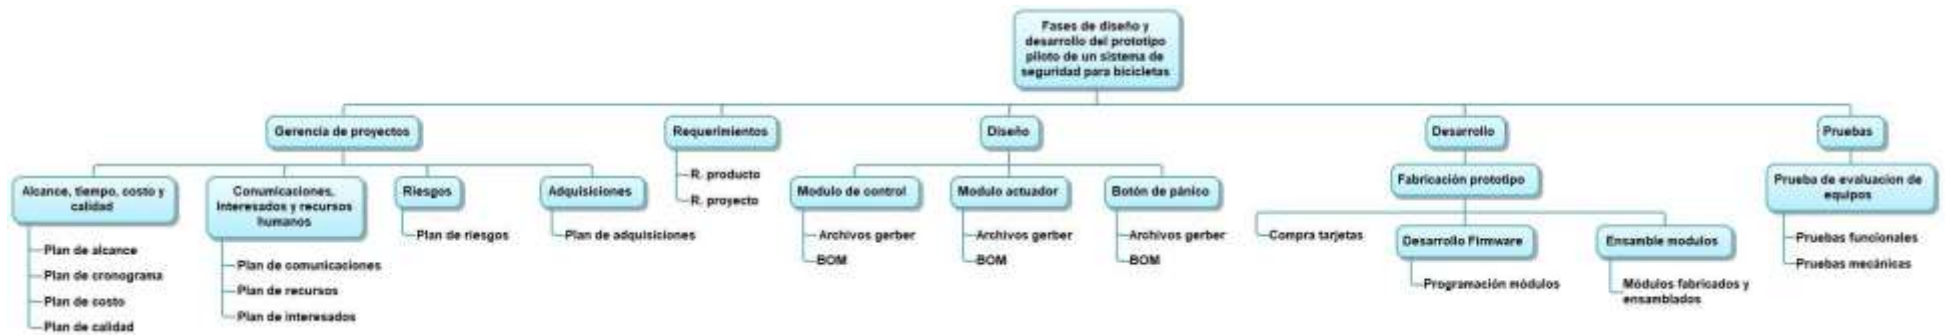 Fases de diseño y
desarrollo del prototipo
piloto de un sistema de
seguridad para bicicletas
Gerencia de proyectos
Requerimientos
Diseño
Desarrollo
Pruebas
Alcance, tiempo, costo y
calidad
Comunicaciones,
interesados y recursos
humanos
Riesgos
Adquisiciones
R. producto
R. proyecto
Modulo de control
Modulo actuador
Botón de pánico
Fabricación prototipo
Prueba de evaluacion de
equipos
Plan de alcance
Plan de cronograma
Plan de costo
Plan de calidad
Plan de comunicaciones
Plan de recursos
Plan de interesados
Plan de riesgos
Plan de adquisiciones
Archivos gerber
BOM
Archivos gerber
BOM
Archivos gerber
BOM
Compra tarjetas
Desarrollo Firmware
Programación módulos
Ensamble modulos
Módulos fabricados y
ensamblados
Pruebas funcionales
Pruebas mecánicas